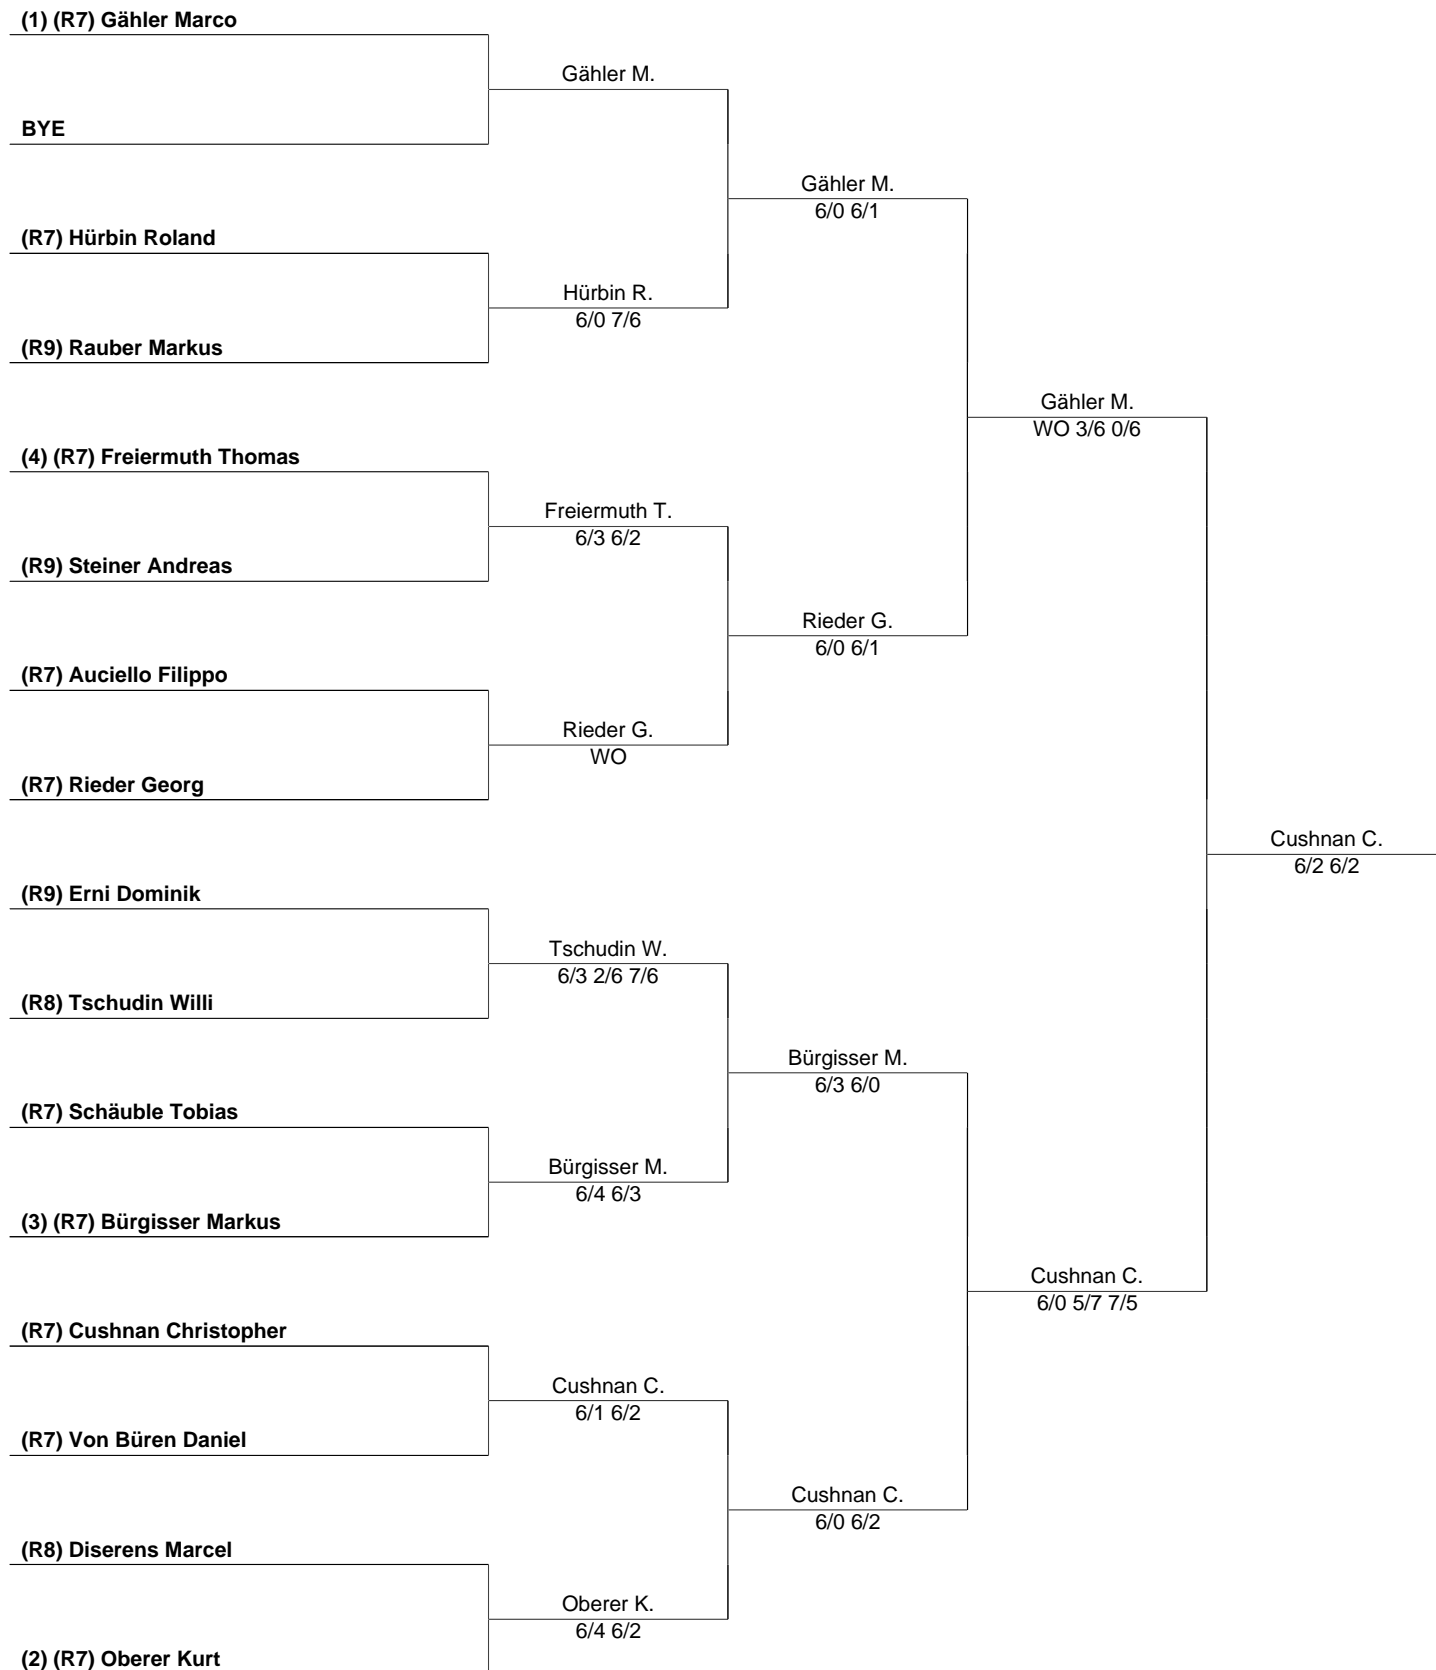 (1) (R7) Gähler Marco
Gähler M.
BYE
Gähler M.
6/0 6/1
(R7) Hürbin Roland
Hürbin R.
6/0 7/6
(R9) Rauber Markus
Gähler M.
WO 3/6 0/6
(4) (R7) Freiermuth Thomas
Freiermuth T.
6/3 6/2
(R9) Steiner Andreas
Rieder G.
6/0 6/1
(R7) Auciello Filippo
Rieder G.
WO
(R7) Rieder Georg
Cushnan C.
6/2 6/2
(R9) Erni Dominik
Tschudin W.
6/3 2/6 7/6
(R8) Tschudin Willi
Bürgisser M.
6/3 6/0
(R7) Schäuble Tobias
Bürgisser M.
6/4 6/3
(3) (R7) Bürgisser Markus
Cushnan C.
6/0 5/7 7/5
(R7) Cushnan Christopher
Cushnan C.
6/1 6/2
(R7) Von Büren Daniel
Cushnan C.
6/0 6/2
(R8) Diserens Marcel
Oberer K.
6/4 6/2
(2) (R7) Oberer Kurt